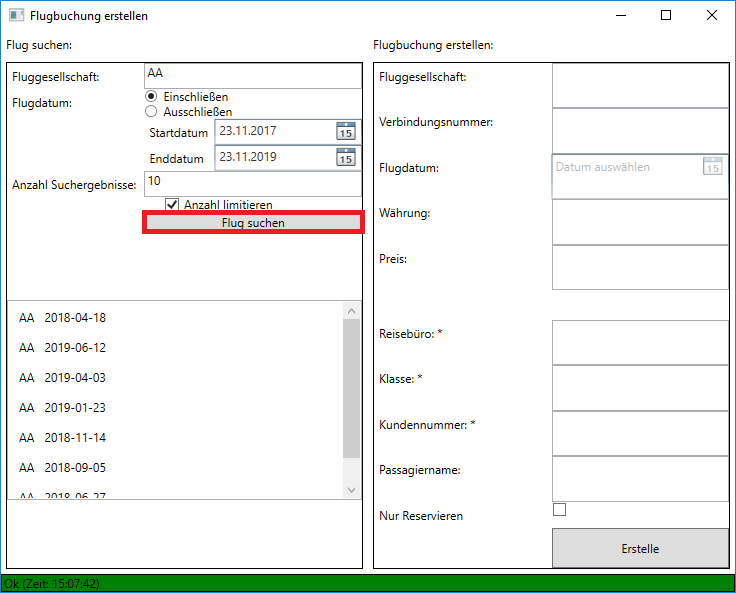 Flugbuchung erstellen
Flug suchen:
Fluggesellschaft:
AA
Flugdatum:
Einschließen
Ausschließen
Startdatum
23.11.2017
15
Enddatum
23.11.2019
15
Anzahl Suchergebnisse:
10
Anzahl limitieren
Flug suchen
AA 2018-04-18
AA 2019-06-12
AA 2019-04-03
AA 2019-01-23
AA 2018-11-14
AA 2018-09-05
AA 2018-06-27
Flugbuchung erstellen:
Fluggesellschaft:
Verbindungsnummer:
Flugdatum:
Datum auswählen
15
Währung:
Preis:
Reisebüro: *
Klasse: *
Kundennummer: *
Passagiername:
Nur Reservieren
Erstelle
Ok (Zeit: 15:07:42)